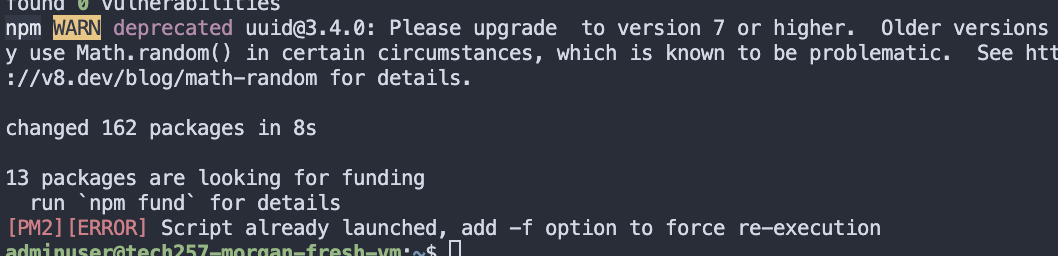 found 0 vulnerabilities
npm WARN deprecated uuid@3.4.0: Please upgrade  to version 7 or higher.  Older versions
y use Math.random() in certain circumstances, which is known to be problematic.  See htt
://v8.dev/blog/math-random for details.
changed 162 packages in 8s
13 packages are looking for funding
  run `npm fund` for details
[PM2][ERROR] Script already launched, add -f option to force re-execution
adminuser@tech257-morgan-fresh-vm:~$